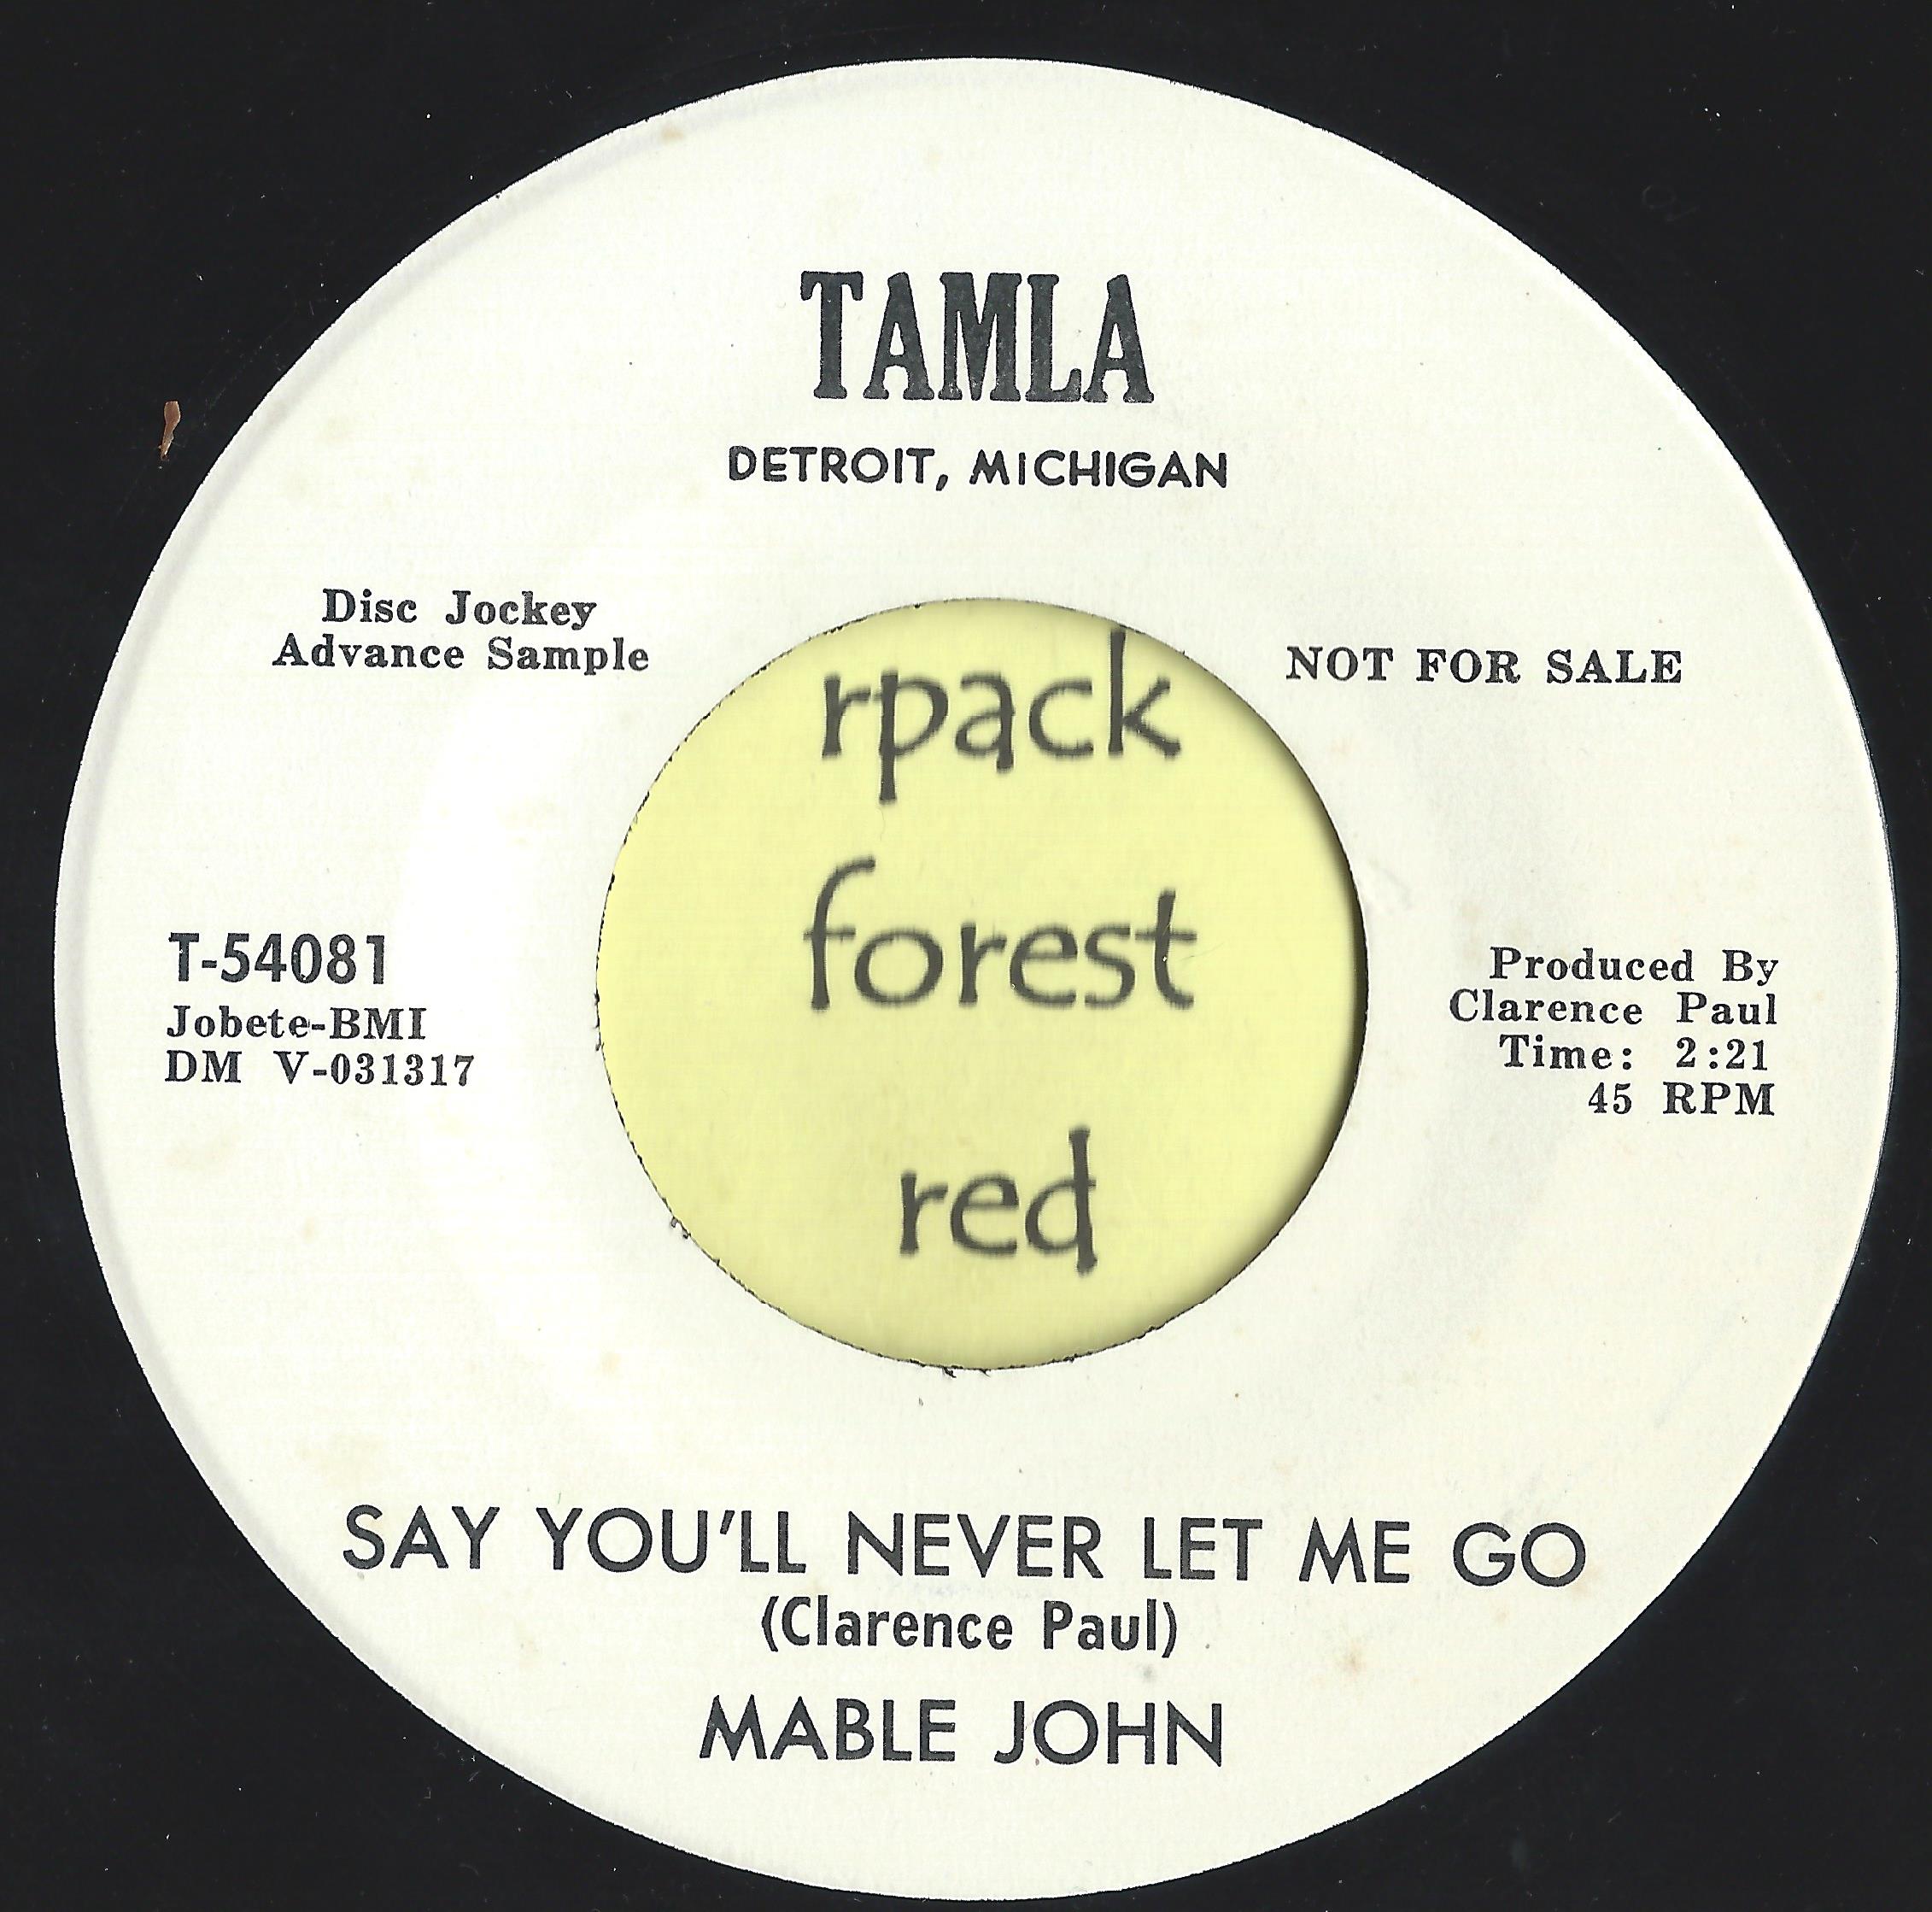 TAMLA
DETROIT, MICHIGAN
Disc Jockey
Advance Sample
NOT FOR SALE
rpack
forest
red
T-54081
Jobete-BMI
DM V-031317
Produced By
Clarence Paul
Time: 2:21
45 RPM
SAY YOU'LL NEVER LET ME GO
(Clarence Paul)
MABLE JOHN